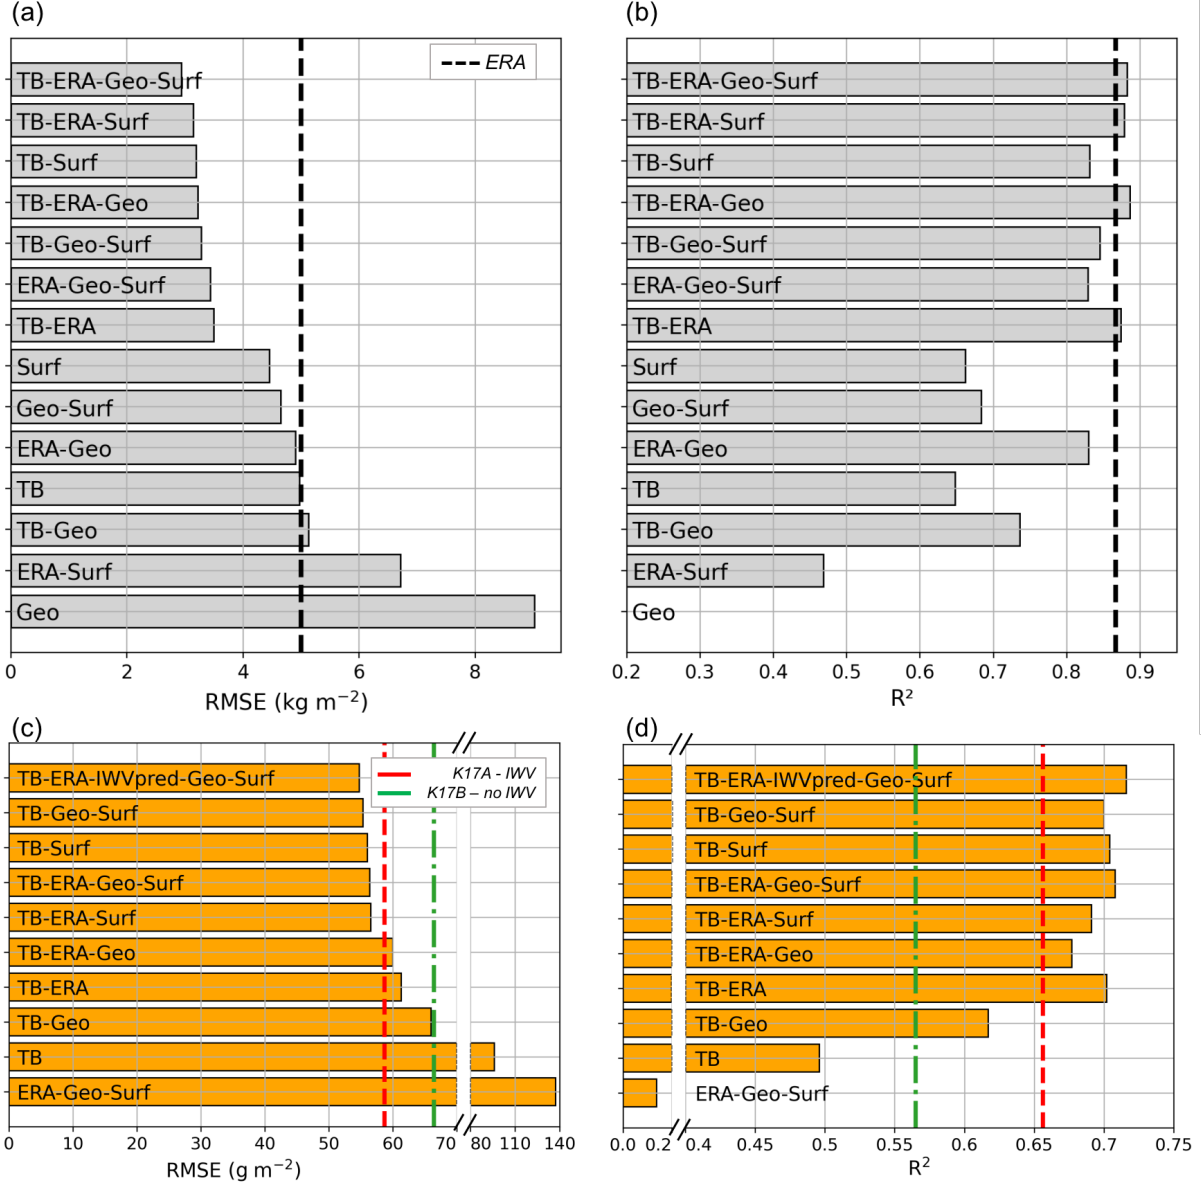 (a)
ERA
TB-ERA-Geo-Surf
TB-ERA-Surf
TB-Surf
TB-ERA-Geo
TB-Geo-Surf
ERA-Geo-Surf
TB-ERA
Surf
Geo-Surf
ERA-Geo
TB
TB-Geo
ERA-Surf
Geo
0 2 4 6 8
RMSE (kg m⁻²)
(b)
TB-ERA-Geo-Surf
TB-ERA-Surf
TB-Surf
TB-ERA-Geo
TB-Geo-Surf
ERA-Geo-Surf
TB-ERA
Surf
Geo-Surf
ERA-Geo
TB
TB-Geo
ERA-Surf
Geo
0.2 0.3 0.4 0.5 0.6 0.7 0.8 0.9
R²
(c)
K17A - IWV
K17B – no IWV
TB-ERA-IWVpred-Geo-Surf
TB-Geo-Surf
TB-Surf
TB-ERA-Geo-Surf
TB-ERA-Surf
TB-ERA-Geo
TB-ERA
TB-Geo
TB
ERA-Geo-Surf
0 10 20 30 40 50 60 70 80 110 140
RMSE (g m⁻²)
(d)
TB-ERA-IWVpred-Geo-Surf
TB-Geo-Surf
TB-Surf
TB-ERA-Geo-Surf
TB-ERA-Surf
TB-ERA-Geo
TB-ERA
TB-Geo
TB
ERA-Geo-Surf
0.0 0.2 0.4 0.45 0.5 0.55 0.6 0.65 0.7 0.75
R²